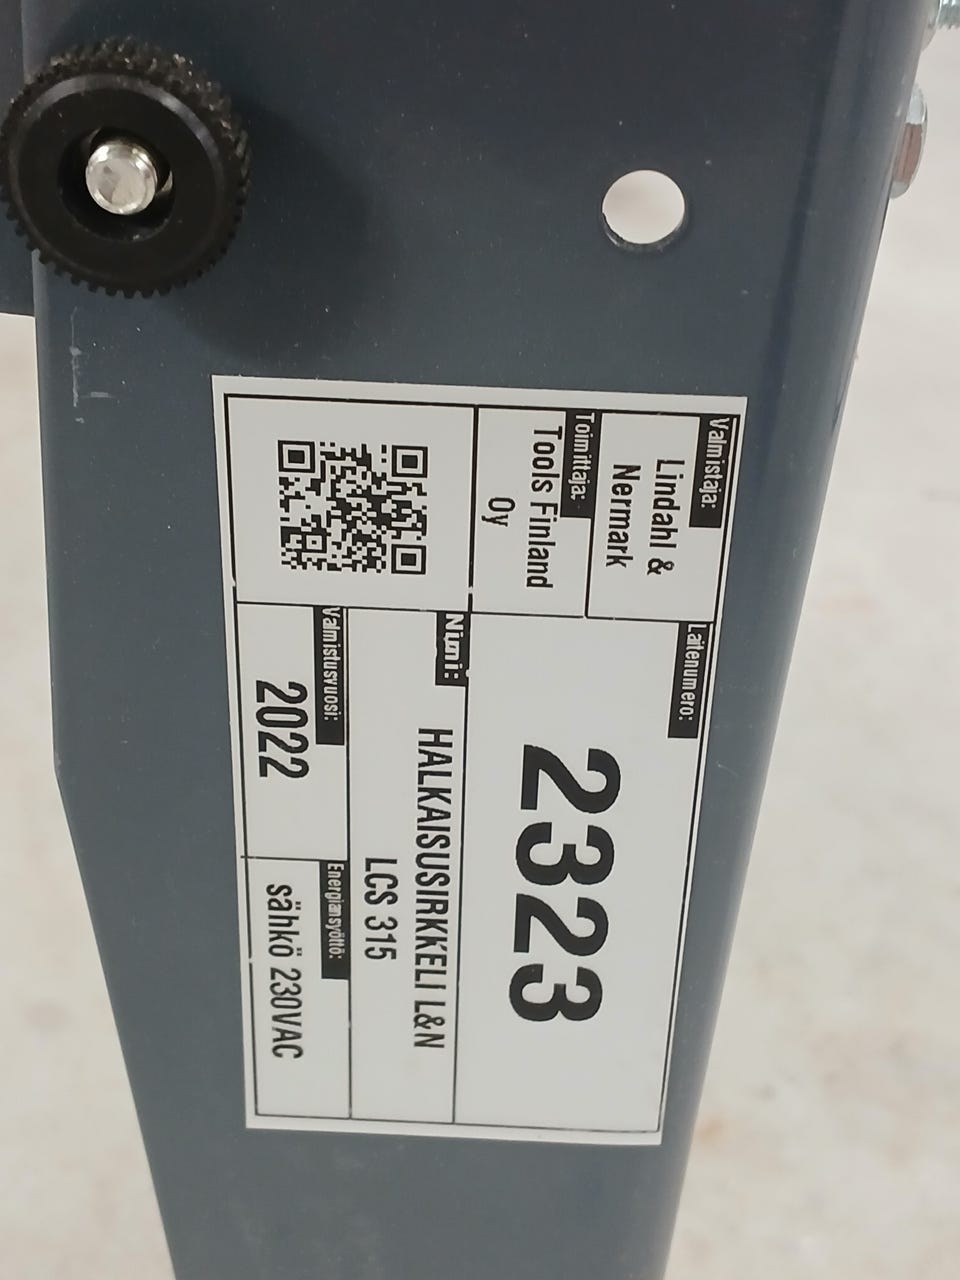 Valmistaja:
Lindahl &
Nermark
Toimittaja:
Tools Finland
Oy
Laitenumero:
2323
Nimi:
HALKAISUSIRKKELI L&N
LCS 315
Valmistusvuosi:
2022
Energiansyöttö:
sähkö 230VAC